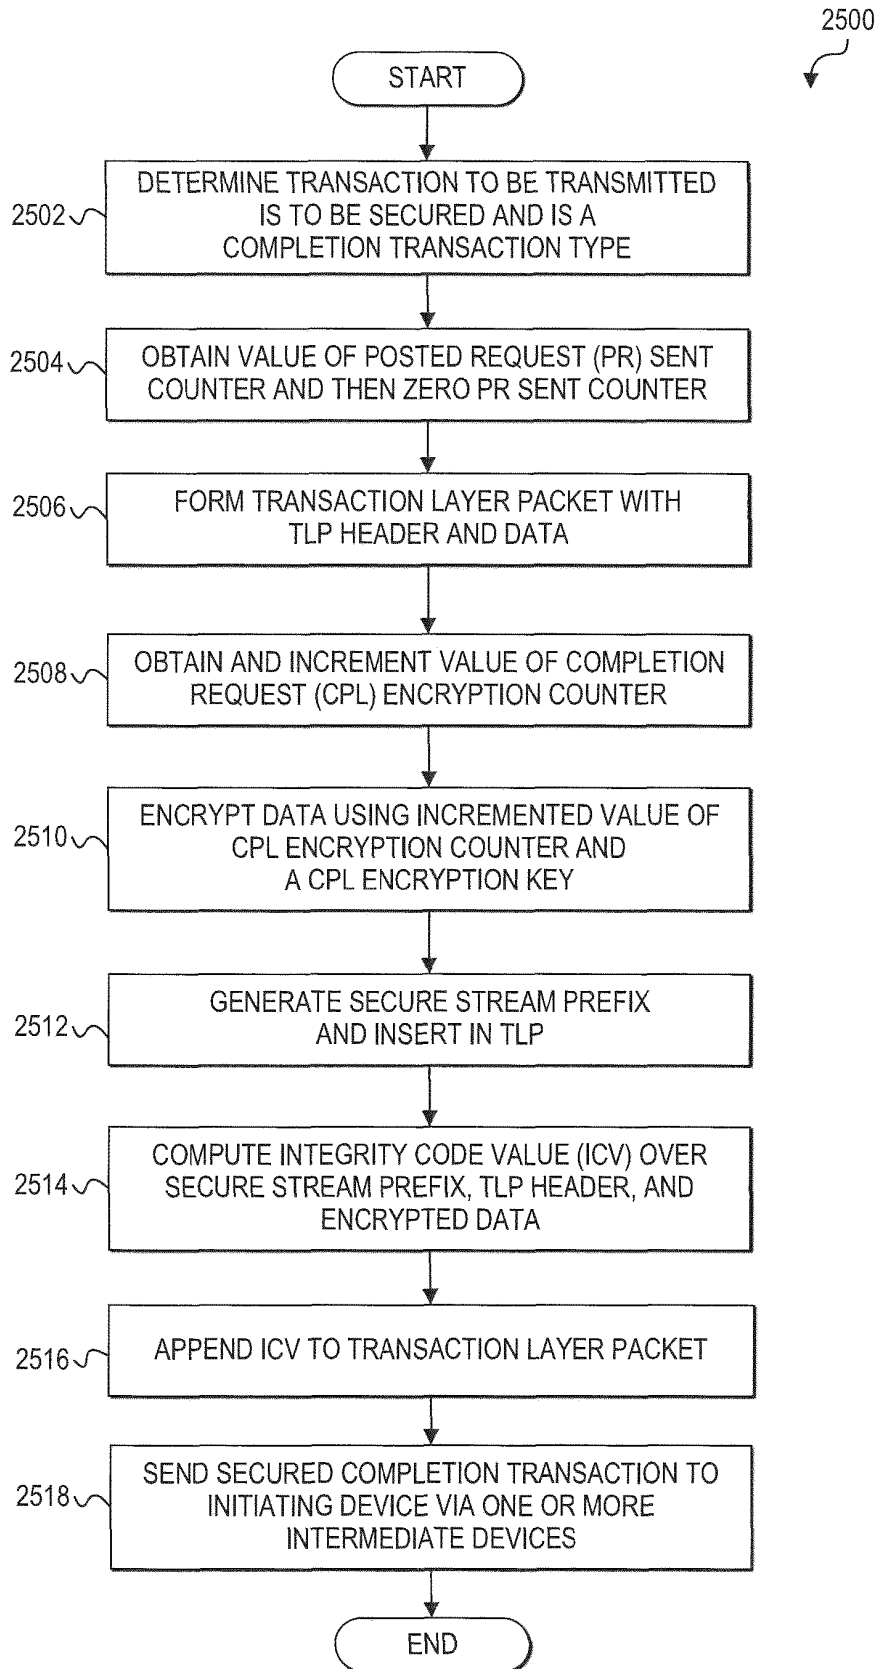 2500
START
2502
DETERMINE TRANSACTION TO BE TRANSMITTED
IS TO BE SECURED AND IS A
COMPLETION TRANSACTION TYPE
2504
OBTAIN VALUE OF POSTED REQUEST (PR) SENT
COUNTER AND THEN ZERO PR SENT COUNTER
2506
FORM TRANSACTION LAYER PACKET WITH
TLP HEADER AND DATA
2508
OBTAIN AND INCREMENT VALUE OF COMPLETION
REQUEST (CPL) ENCRYPTION COUNTER
2510
ENCRYPT DATA USING INCREMENTED VALUE OF
CPL ENCRYPTION COUNTER AND
A CPL ENCRYPTION KEY
2512
GENERATE SECURE STREAM PREFIX
AND INSERT IN TLP
2514
COMPUTE INTEGRITY CODE VALUE (ICV) OVER
SECURE STREAM PREFIX, TLP HEADER, AND
ENCRYPTED DATA
2516
APPEND ICV TO TRANSACTION LAYER PACKET
2518
SEND SECURED COMPLETION TRANSACTION TO
INITIATING DEVICE VIA ONE OR MORE
INTERMEDIATE DEVICES
END